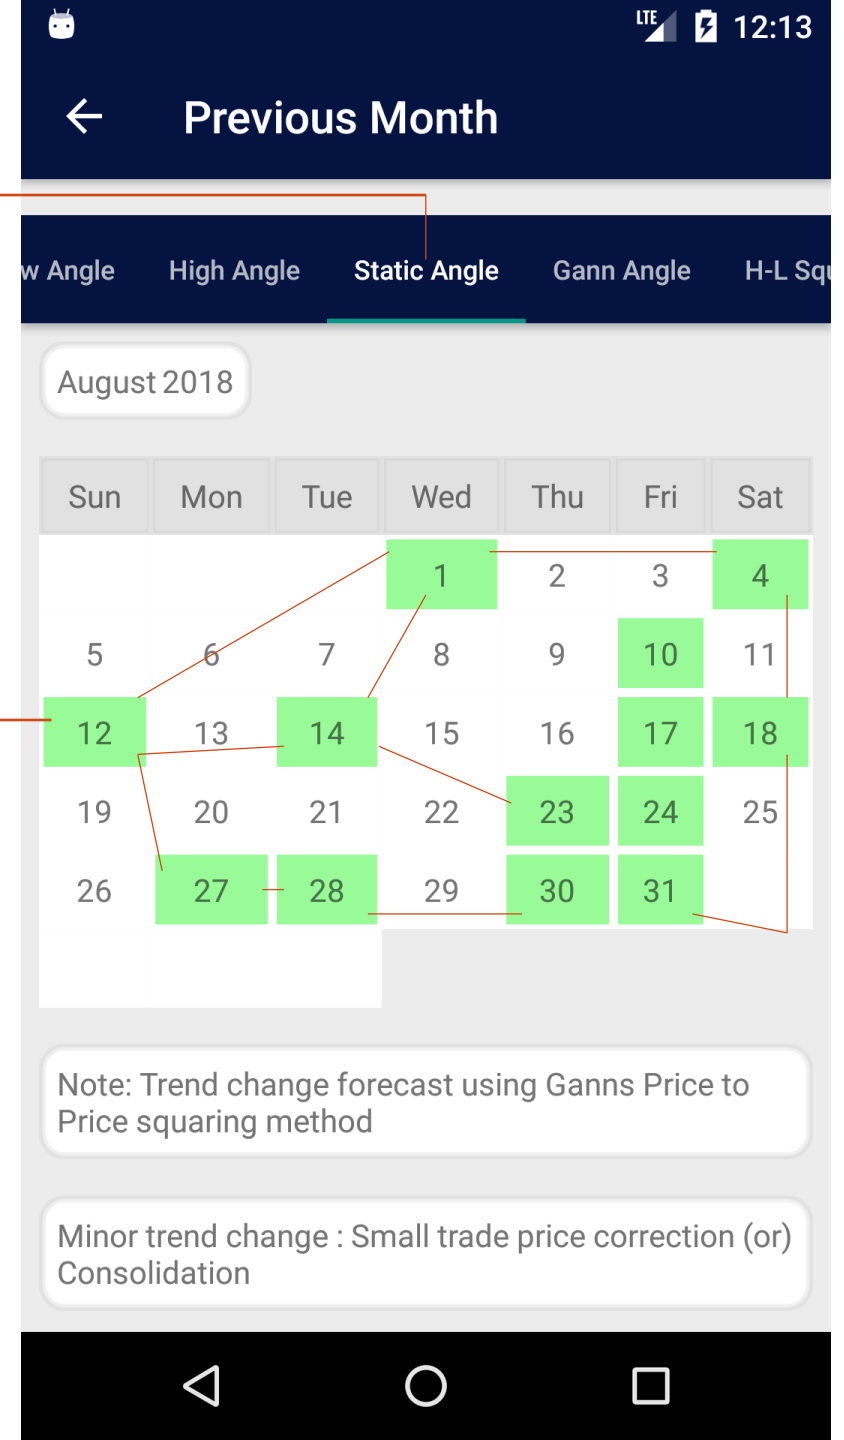 LTE 12:13
Previous Month
w Angle High Angle Static Angle Gann Angle H-L Squ
August 2018
Sun Mon Tue Wed Thu Fri Sat
1 2 3 4
5 6 7 8 9 10 11
12 13 14 15 16 17 18
19 20 21 22 23 24 25
26 27 28 29 30 31
Note: Trend change forecast using Ganns Price to
Price squaring method
Minor trend change : Small trade price correction (or)
Consolidation